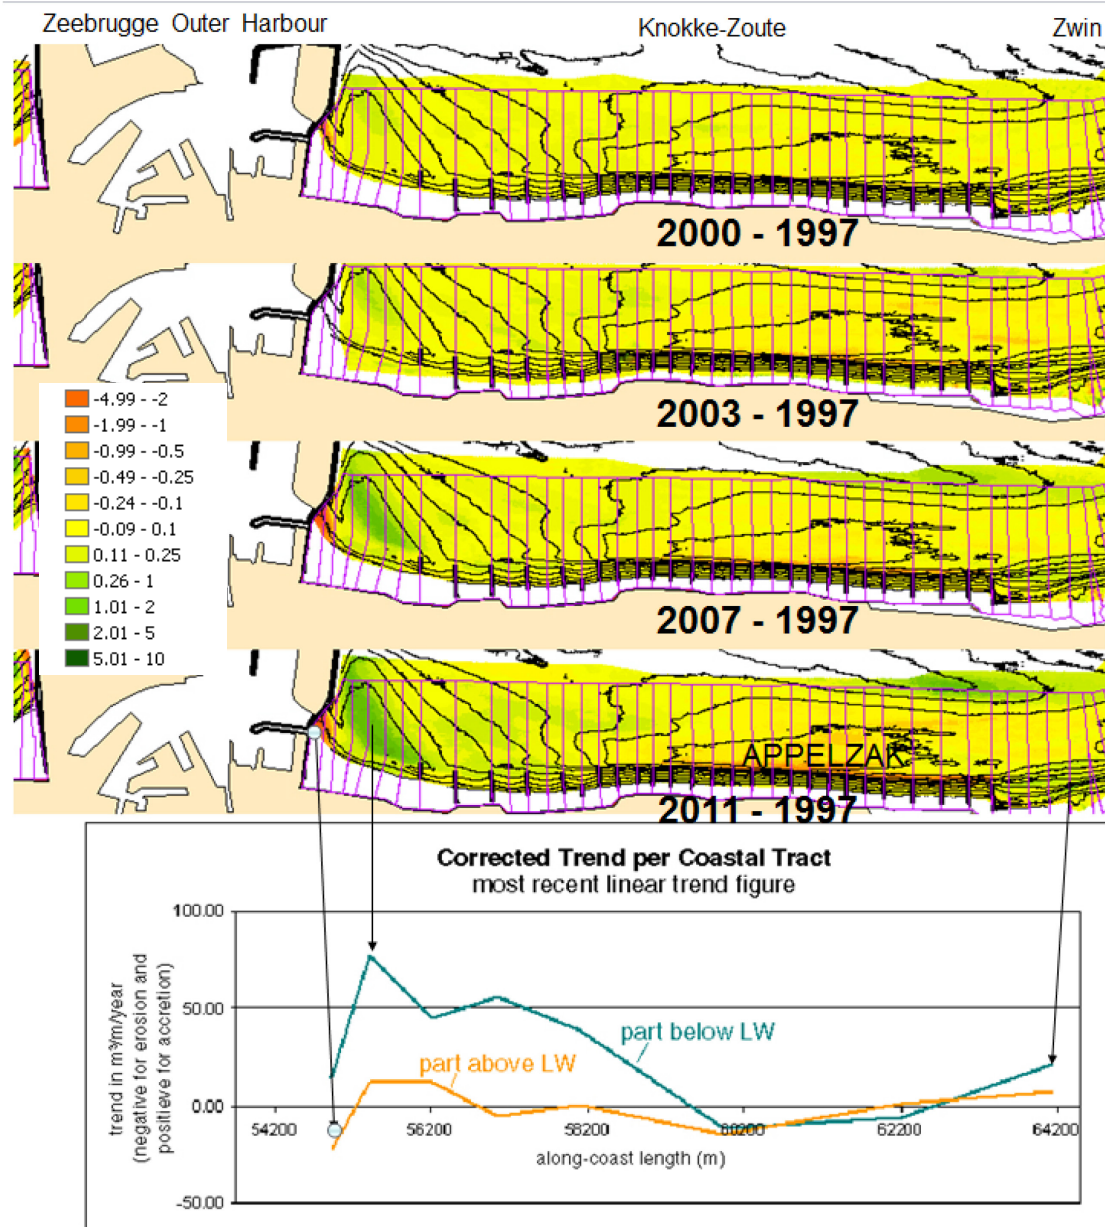 Zeebrugge Outer Harbour
Knokke-Zoute
Zwin
2000 - 1997
2003 - 1997
-4.99 - -2
-1.99 - -1
-0.99 - -0.5
-0.49 - -0.25
-0.24 - -0.1
-0.09 - 0.1
0.11 - 0.25
0.26 - 1
1.01 - 2
2.01 - 5
5.01 - 10
2007 - 1997
APPELZAK
2011 - 1997
Corrected Trend per Coastal Tract
most recent linear trend figure
trend in m³/m/year
(negative for erosion and
positieve for accretion)
100.00
50.00
0.00
-50.00
part below LW
part above LW
54200
56200
58200
60200
62200
64200
along-coast length (m)